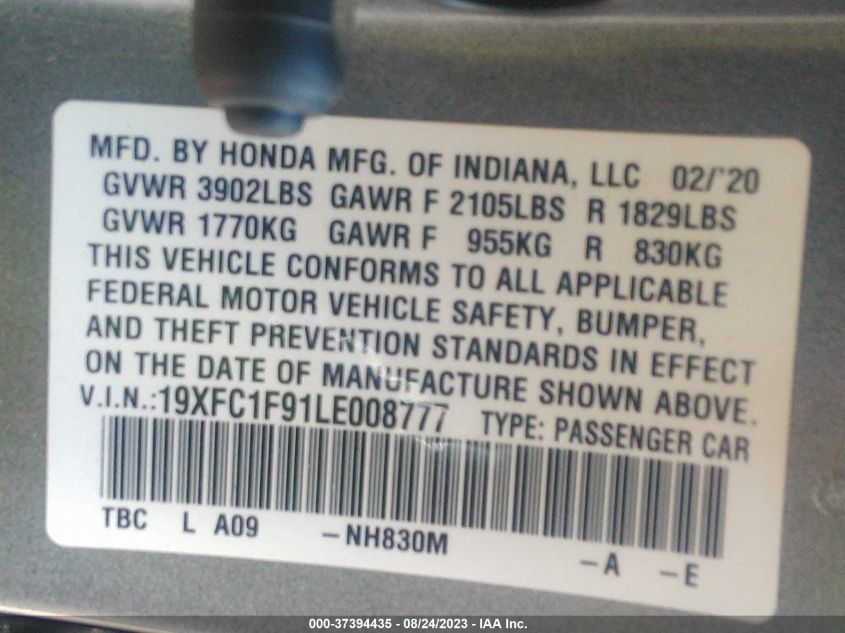 MFD. BY HONDA MFG. OF INDIANA, LLC 02/'20
GVWR 3902LBS GAWR F 2105LBS R 1829LBS
GVWR 1770KG GAWR F 955KG R 830KG
THIS VEHICLE CONFORMS TO ALL APPLICABLE
FEDERAL MOTOR VEHICLE SAFETY, BUMPER,
AND THEFT PREVENTION STANDARDS IN EFFECT
ON THE DATE OF MANUFACTURE SHOWN ABOVE.
V.I.N.:19XFC1F91LE008777 TYPE: PASSENGER CAR
TBC L A09 -NH830M -A -E
000-37394435 - 08/24/2023 - IAA Inc.